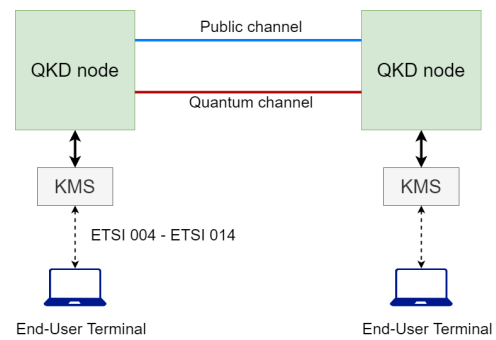 Public channel
QKD node
QKD node
Quantum channel
KMS
KMS
ETSI 004 - ETSI 014
End-User Terminal
End-User Terminal